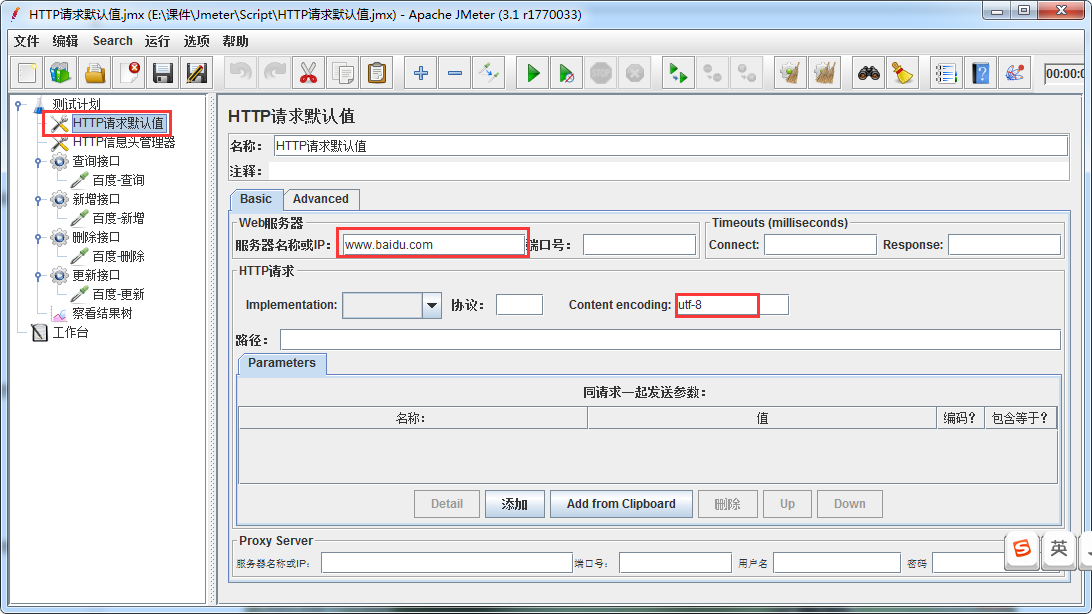 HTTP请求默认值.jmx (E:\课件\Jmeter\Script\HTTP请求默认值.jmx) - Apache JMeter (3.1 r1770033)
文件 编辑 Search 运行 选项 帮助
STOP
00:00:0
测试计划
HTTP请求默认值
HTTP信息头管理器
查询接口
百度-查询
新增接口
百度-新增
删除接口
百度-删除
更新接口
百度-更新
察看结果树
工作台
HTTP请求默认值
名称： HTTP请求默认值
注释：
Basic Advanced
Web服务器
服务器名称或IP： www.baidu.com 端口号：
Timeouts (milliseconds)
Connect: Response:
HTTP请求
Implementation: 协议： Content encoding: utf-8
路径：
Parameters
同请求一起发送参数：
名称： 值 编码？ 包含等于？
Detail 添加 Add from Clipboard 删除 Up Down
Proxy Server
服务器名称或IP： 端口号： 用户名 密码
S 英